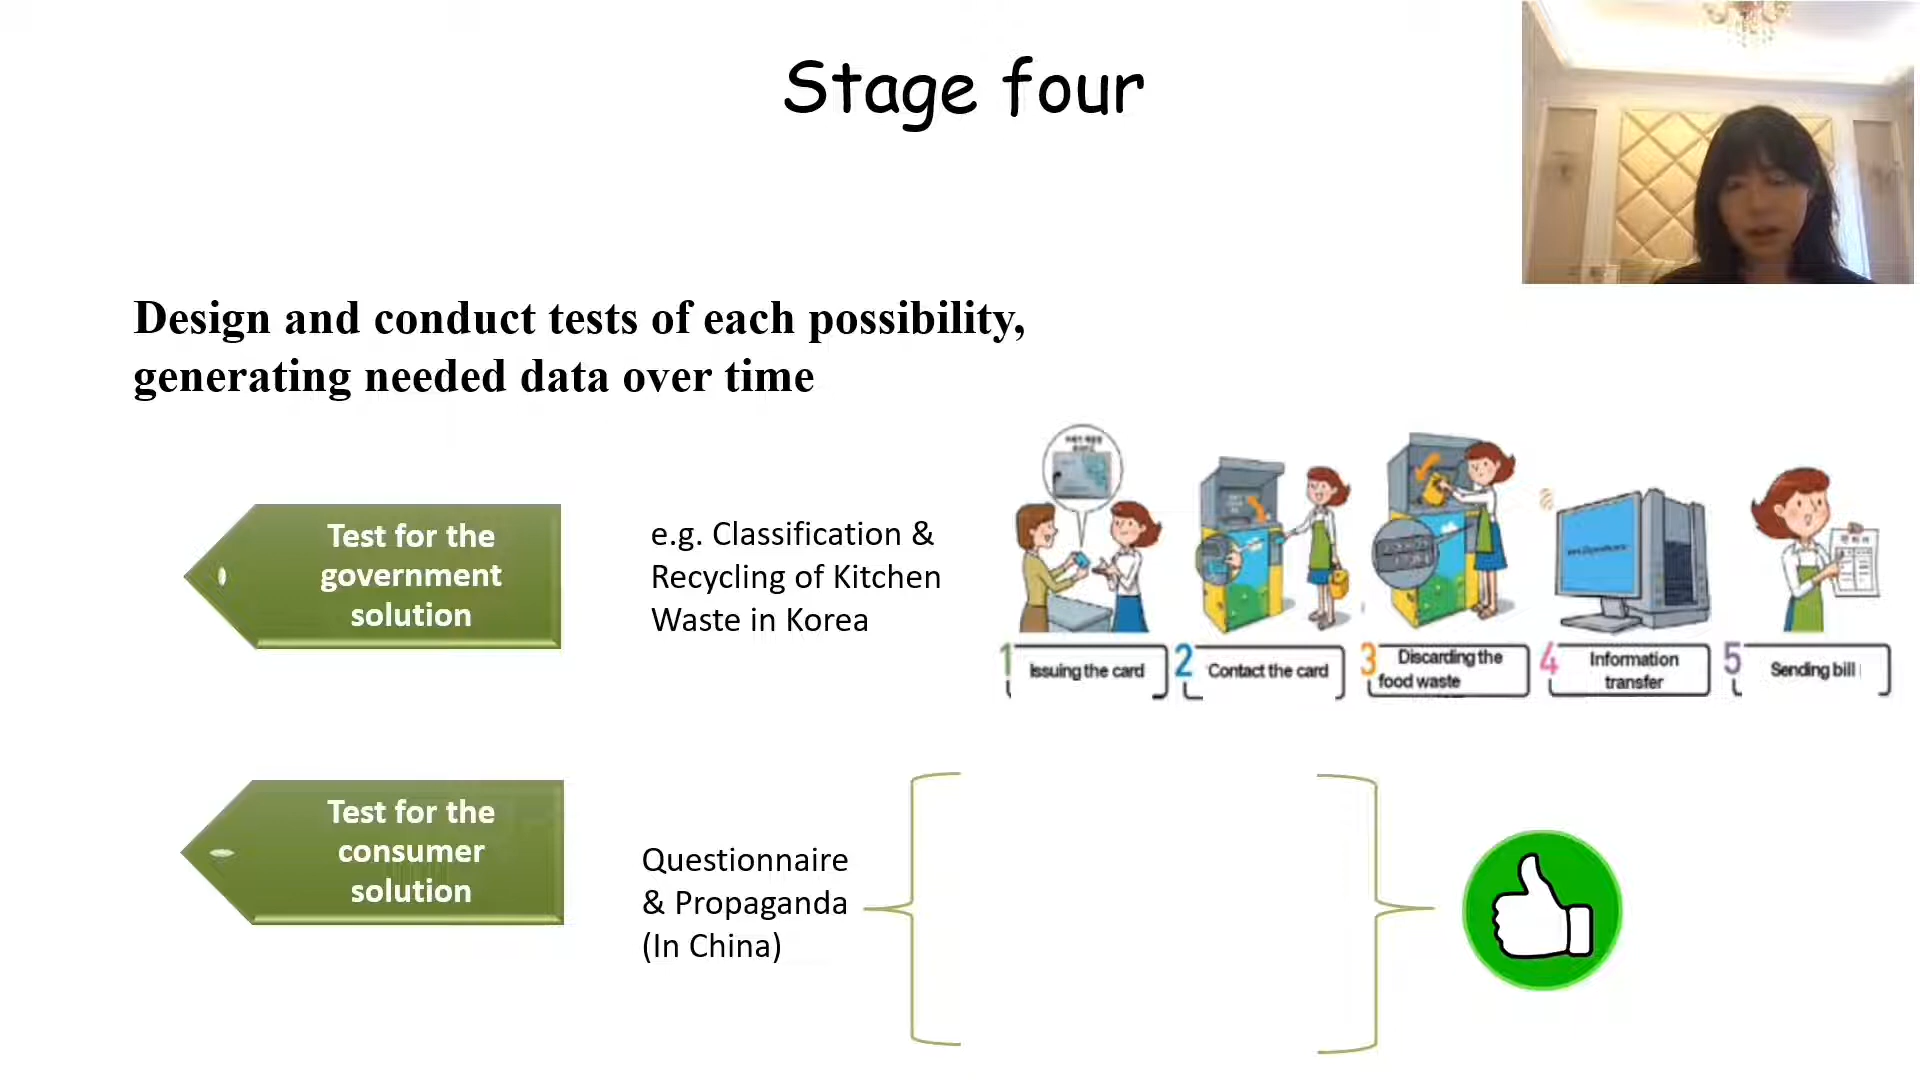 Stage four
Design and conduct tests of each possibility,
generating needed data over time
Test for the
government
solution
e.g. Classification &
Recycling of Kitchen
Waste in Korea
1 Issuing the card
2 Contact the card
3 Discarding the
food waste
4 Information
transfer
5 Sending bill
Test for the
consumer
solution
Questionnaire
& Propaganda
(In China)